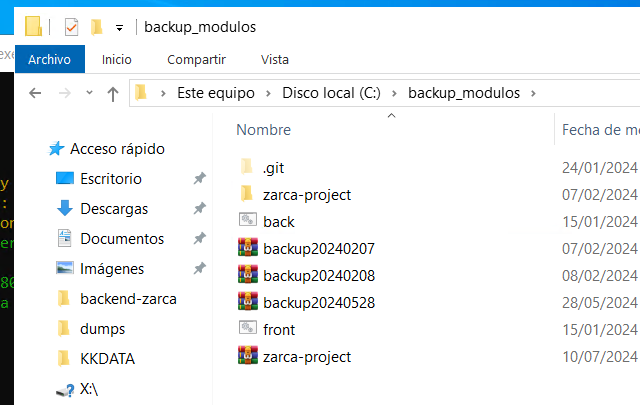 backup_modulos
exe
Archivo Inicio Compartir Vista
Este equipo > Disco local (C:) > backup_modulos >
Nombre Fecha de mo
Acceso rápido
Escritorio
Descargas
Documentos
Imágenes
backend-zarca
dumps
KKDATA
X:\
.git 24/01/2024
zarca-project 07/02/2024
back 15/01/2024
backup20240207 07/02/2024
backup20240208 08/02/2024
backup20240528 28/05/2024
front 15/01/2024
zarca-project 10/07/2024